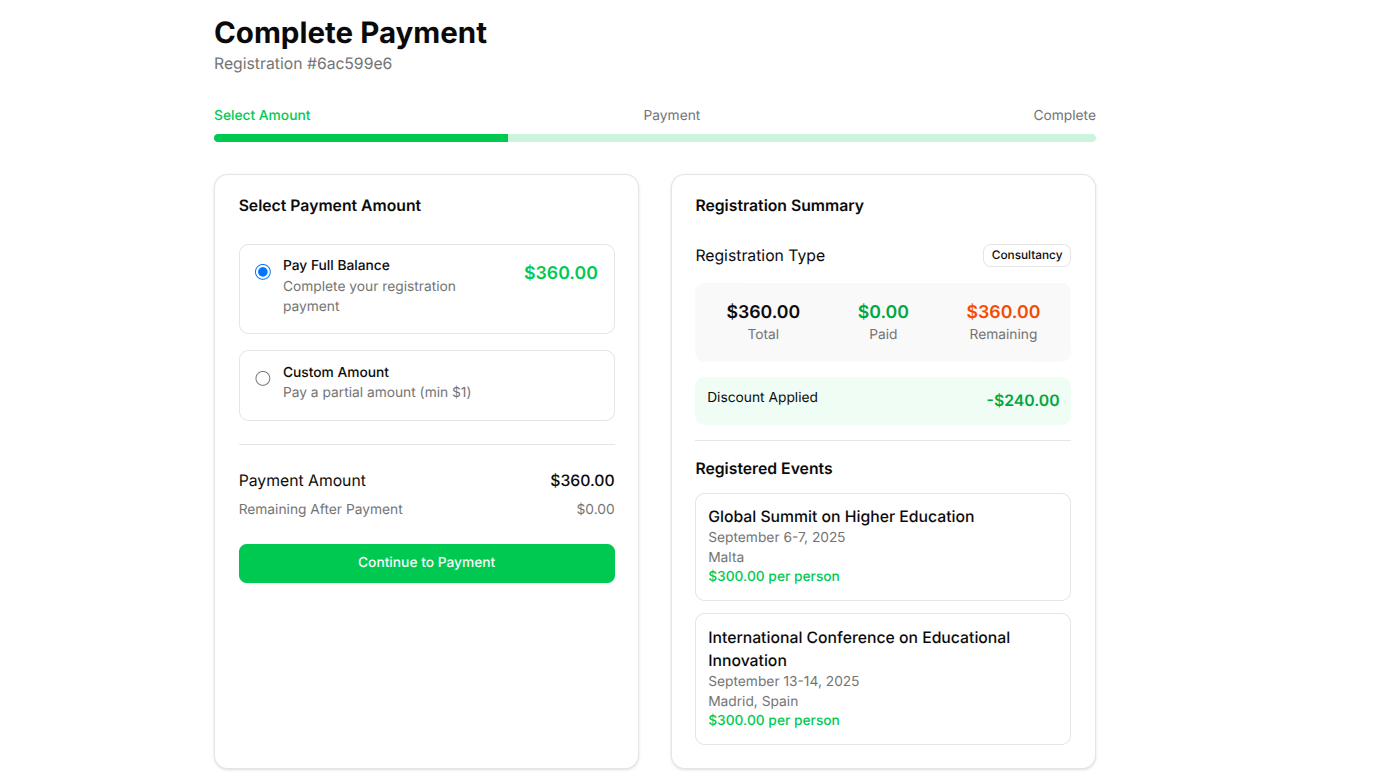 Complete Payment
Registration #6ac599e6
Select Amount
Payment
Complete
Select Payment Amount
Pay Full Balance
Complete your registration
payment
$360.00
Custom Amount
Pay a partial amount (min $1)
Payment Amount
$360.00
Remaining After Payment
$0.00
Continue to Payment
Registration Summary
Registration Type
Consultancy
$360.00
Total
$0.00
Paid
$360.00
Remaining
Discount Applied
-$240.00
Registered Events
Global Summit on Higher Education
September 6-7, 2025
Malta
$300.00 per person
International Conference on Educational
Innovation
September 13-14, 2025
Madrid, Spain
$300.00 per person